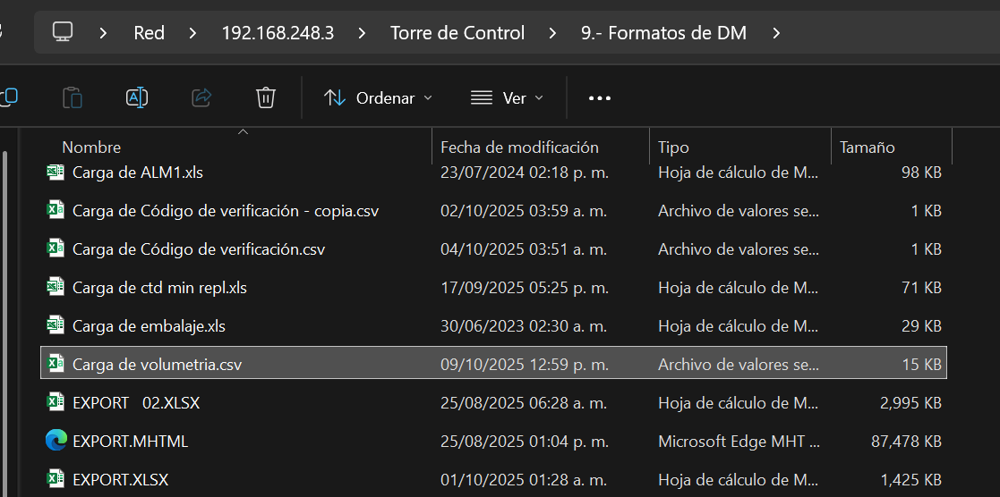 Red 192.168.248.3 Torre de Control 9.- Formatos de DM
Ordenar Ver
Nombre Fecha de modificación Tipo Tamaño
Carga de ALM1.xls 23/07/2024 02:18 p. m. Hoja de cálculo de M... 98 KB
Carga de Código de verificación - copia.csv 02/10/2025 03:59 a. m. Archivo de valores se... 1 KB
Carga de Código de verificación.csv 04/10/2025 03:51 a. m. Archivo de valores se... 1 KB
Carga de ctd min repl.xls 17/09/2025 05:25 p. m. Hoja de cálculo de M... 71 KB
Carga de embalaje.xls 30/06/2023 02:30 a. m. Hoja de cálculo de M... 29 KB
Carga de volumetria.csv 09/10/2025 12:59 p. m. Archivo de valores se... 15 KB
EXPORT   02.XLSX 25/08/2025 06:28 a. m. Hoja de cálculo de M... 2,995 KB
EXPORT.MHTML 25/08/2025 01:04 p. m. Microsoft Edge MHT ... 87,478 KB
EXPORT.XLSX 01/10/2025 01:28 a. m. Hoja de cálculo de M... 1,425 KB